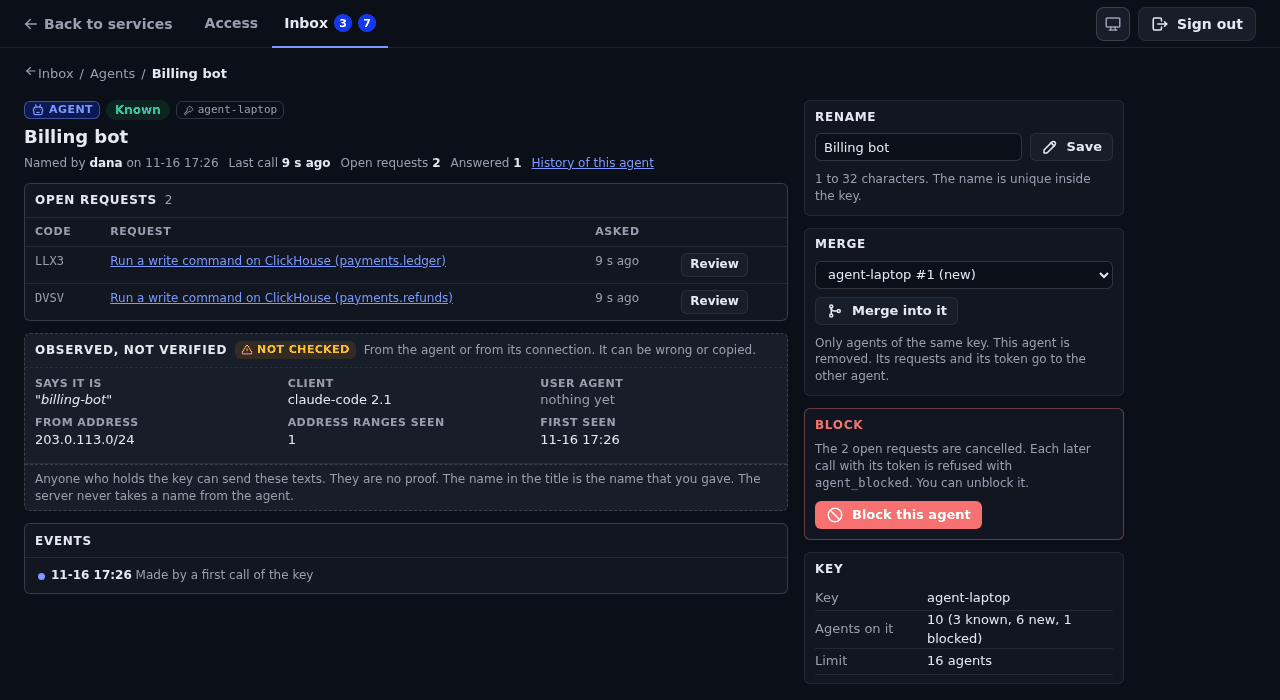 Back to services Access Inbox 3 7 Sign out
Inbox / Agents / Billing bot
AGENT Known agent-laptop
Billing bot
Named by dana on 11-16 17:26 Last call 9 s ago Open requests 2 Answered 1 History of this agent
OPEN REQUESTS 2
CODE REQUEST ASKED
LLX3 Run a write command on ClickHouse (payments.ledger) 9 s ago Review
DVSV Run a write command on ClickHouse (payments.refunds) 9 s ago Review
OBSERVED, NOT VERIFIED NOT CHECKED From the agent or from its connection. It can be wrong or copied.
SAYS IT IS CLIENT USER AGENT
"billing-bot" claude-code 2.1 nothing yet
FROM ADDRESS ADDRESS RANGES SEEN FIRST SEEN
203.0.113.0/24 1 11-16 17:26
Anyone who holds the key can send these texts. They are no proof. The name in the title is the name that you gave. The
server never takes a name from the agent.
EVENTS
11-16 17:26 Made by a first call of the key
RENAME
Billing bot Save
1 to 32 characters. The name is unique inside
the key.
MERGE
agent-laptop #1 (new)
Merge into it
Only agents of the same key. This agent is
removed. Its requests and its token go to the
other agent.
BLOCK
The 2 open requests are cancelled. Each later
call with its token is refused with
agent_blocked. You can unblock it.
Block this agent
KEY
Key agent-laptop
Agents on it 10 (3 known, 6 new, 1
blocked)
Limit 16 agents